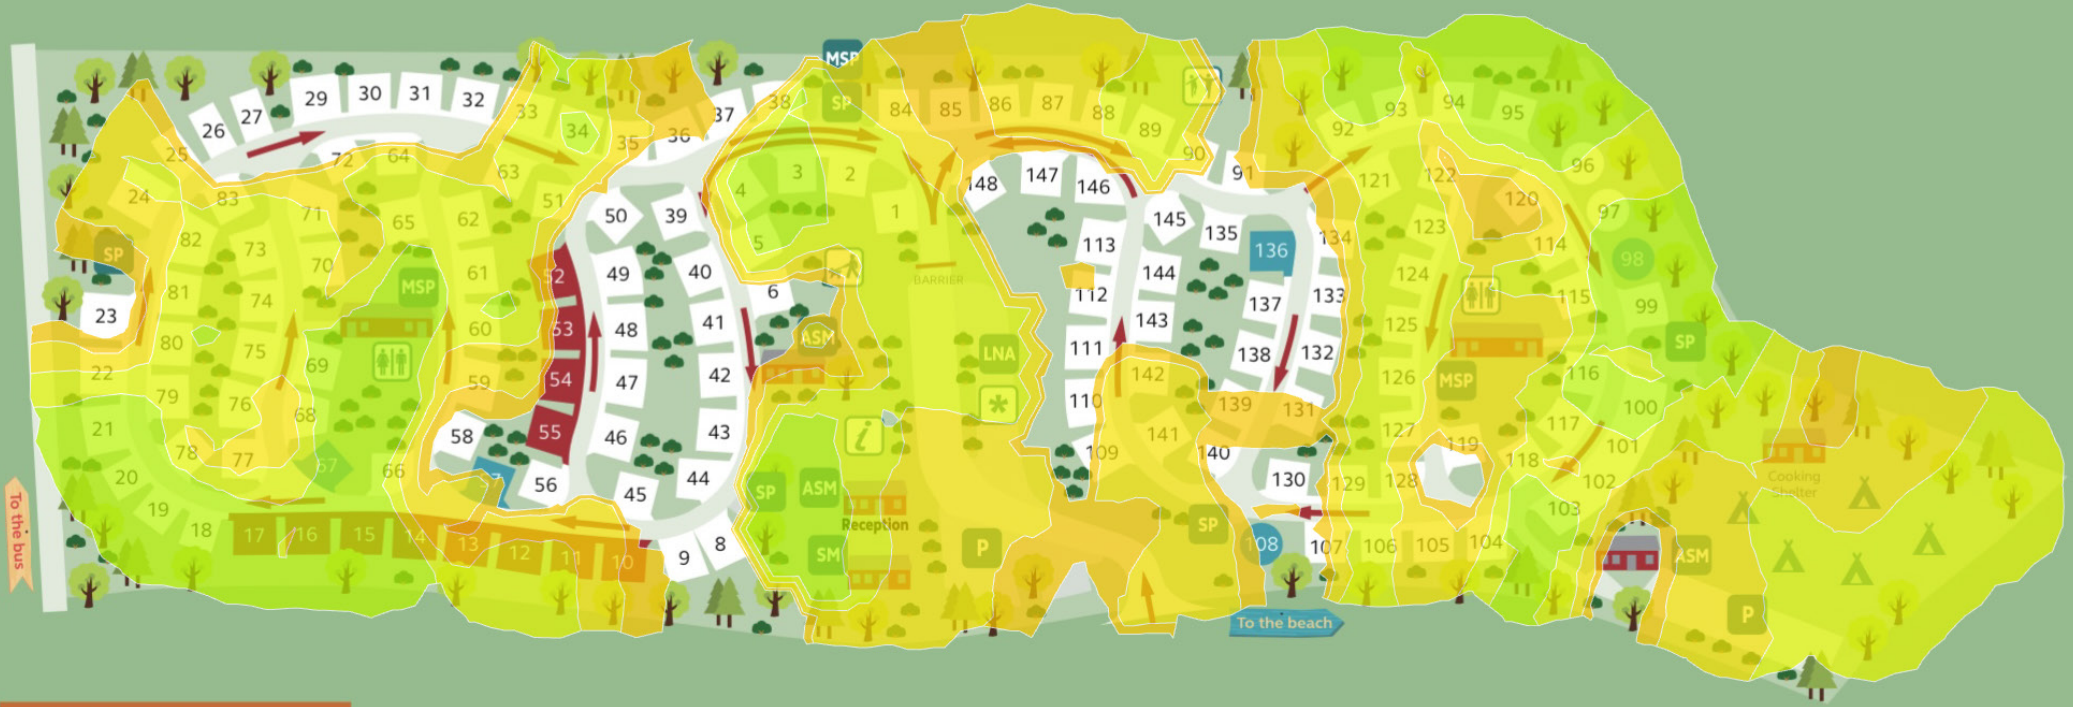 MSP
SP
26 27 29 30 31 32 33 34 35 36 37 38
84 85 86 87 88 89 90 91 92 93 94 95 96 97 98 99
25 72 64 63 51
24 83 71 65 62
SP 82 73 70 61
MSP
23 81 74 60
80 75 69 59
22 79 76 68
21 78 77 67 66 58 57 56
20 19 18 17 16 15 14 13 12 11 10
52 53 54 55
50 49 48 47 46 45
39 40 41 42 43 44
9 8
4 3 2 1 5 6
BARRIER
ASM
LNA
*
i
SP ASM
SM
Reception
P
148 147 146
113 112 111 110 109
145 144 143 142 141 140
135 136 137 138 139
134 133 132 131 130
SP
108 107 106 105 104
121 122 120
123 114
124 115
125 116
126 MSP
127 119 117
129 128 118
SP
100 101 102 103
Cooking
Shelter
ASM
P
To the bus
To the beach